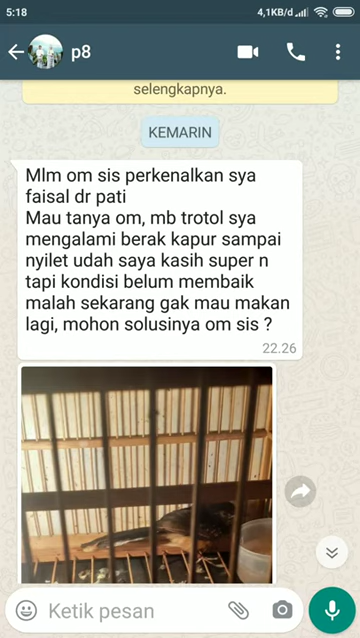 5:18
4,1KB/d
p8
selengkapnya.
KEMARIN
Mlm om sis perkenalkan sya
faisal dr pati
Mau tanya om, mb trotol sya
mengalami berak kapur sampai
nyilet udah saya kasih super n
tapi kondisi belum membaik
malah sekarang gak mau makan
lagi, mohon solusinya om sis ?
22.26
Ketik pesan